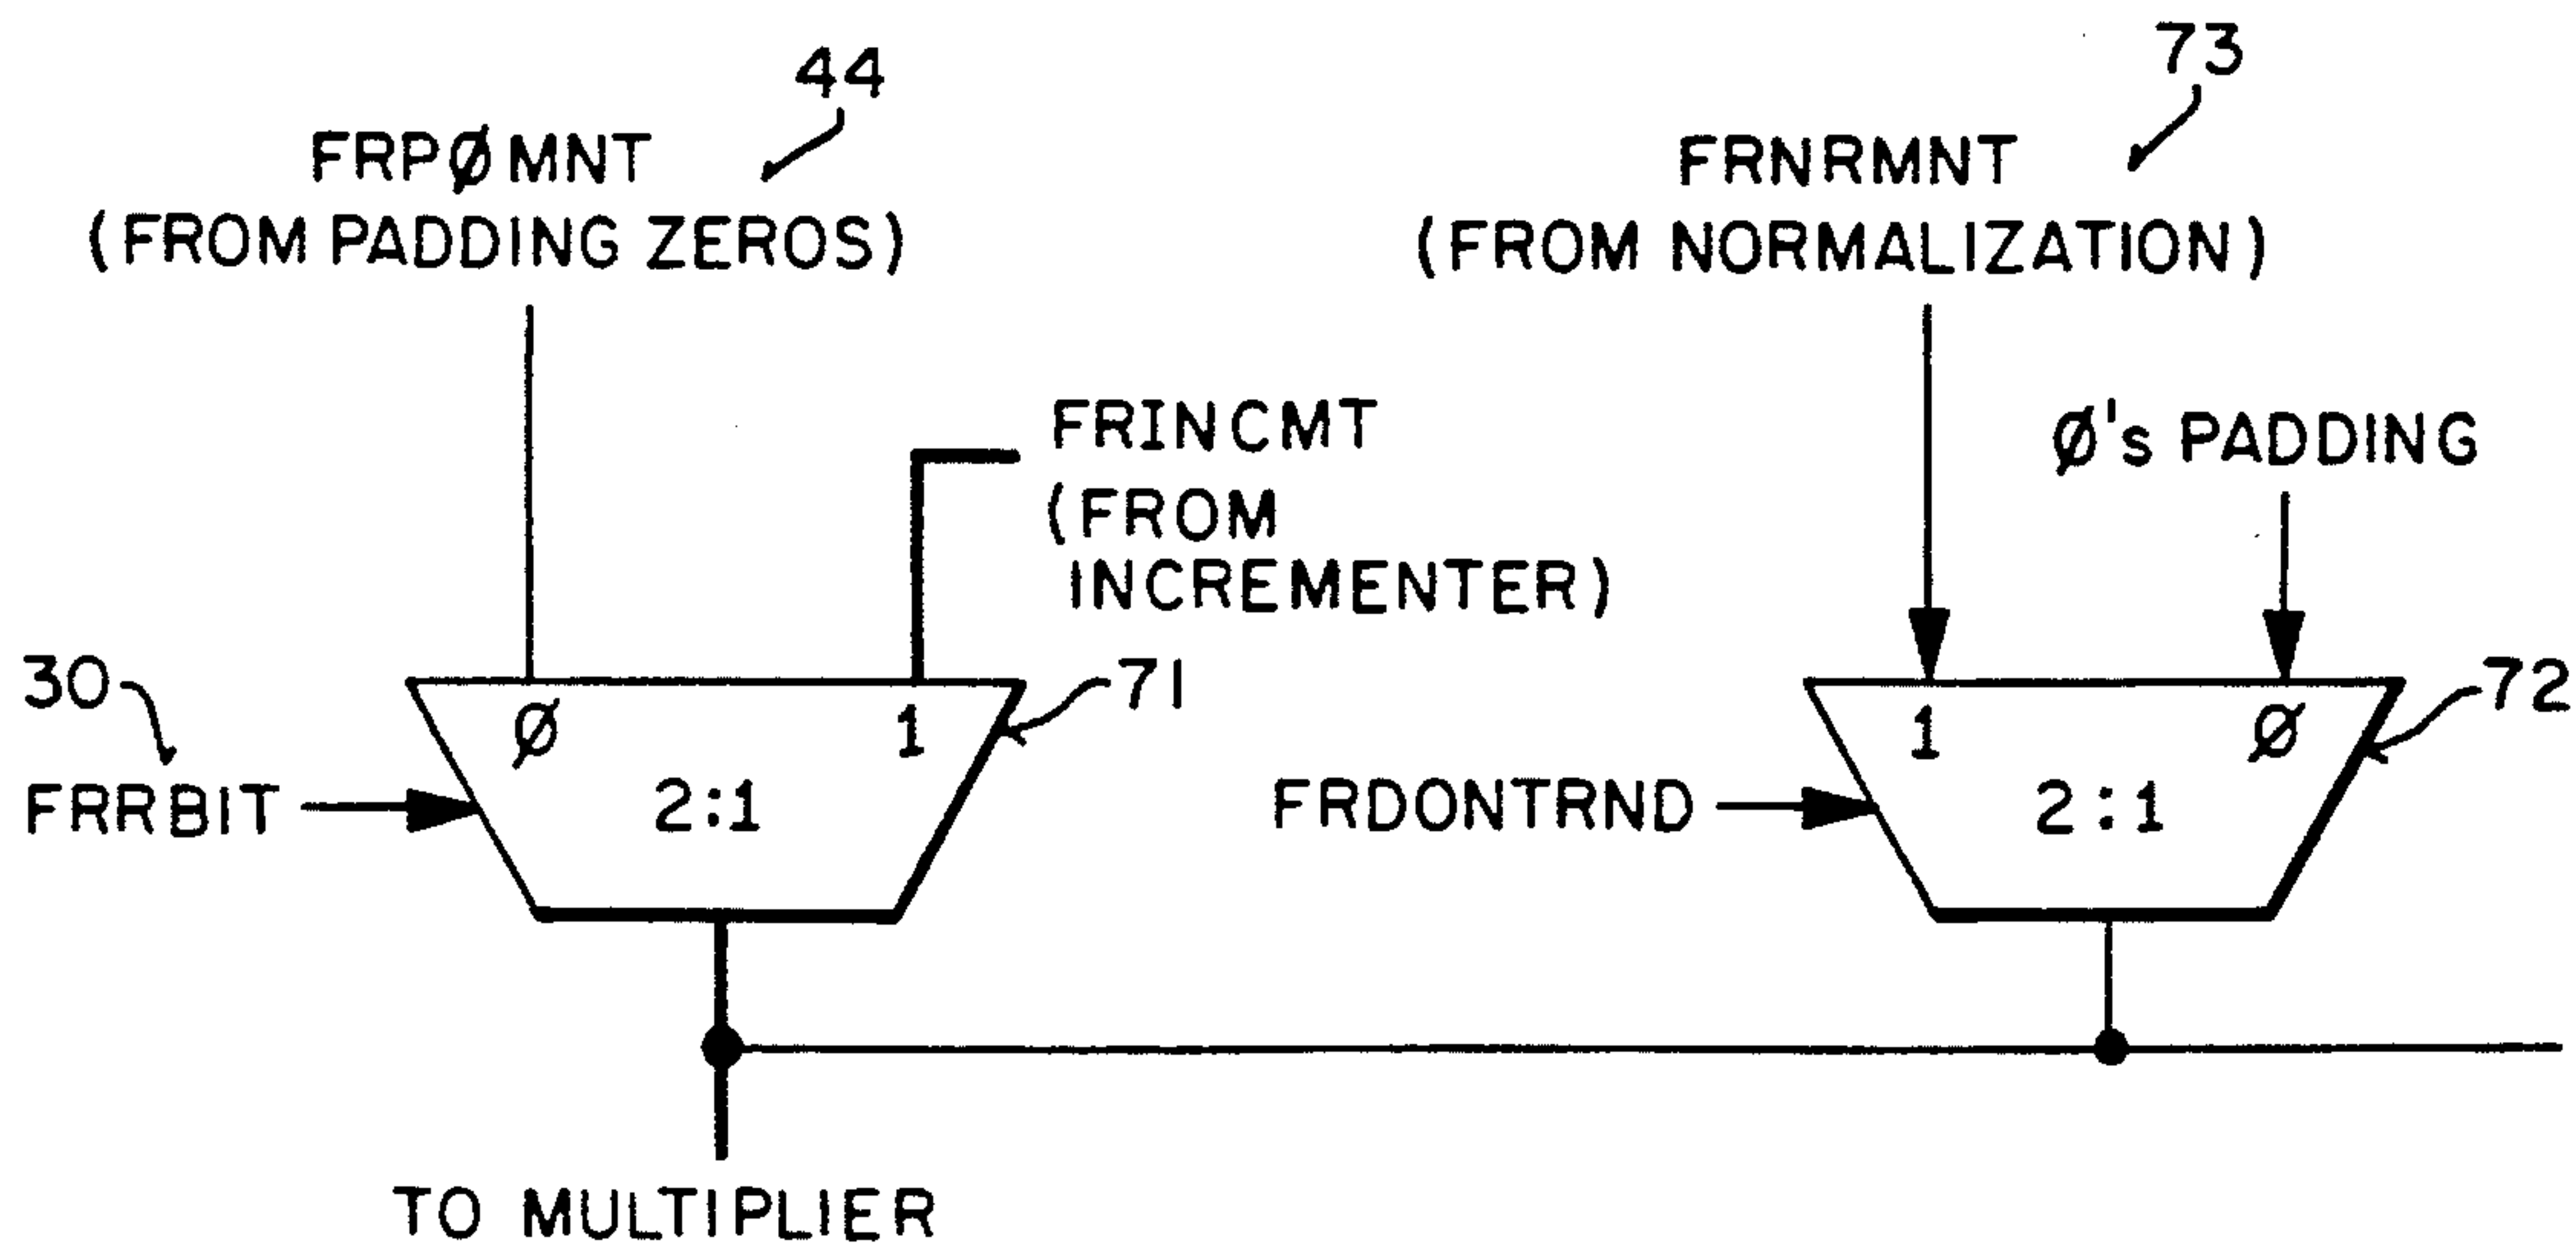 44
FRPØMNT
(FROM PADDING ZEROS)
73
FRNRMNT
(FROM NORMALIZATION)
FRINCMT
(FROM
INCREMENTER)
Ø's PADDING
30
FRRBIT
Ø 1
2:1
71
FRDONTRND
1 Ø
2:1
72
TO MULTIPLIER